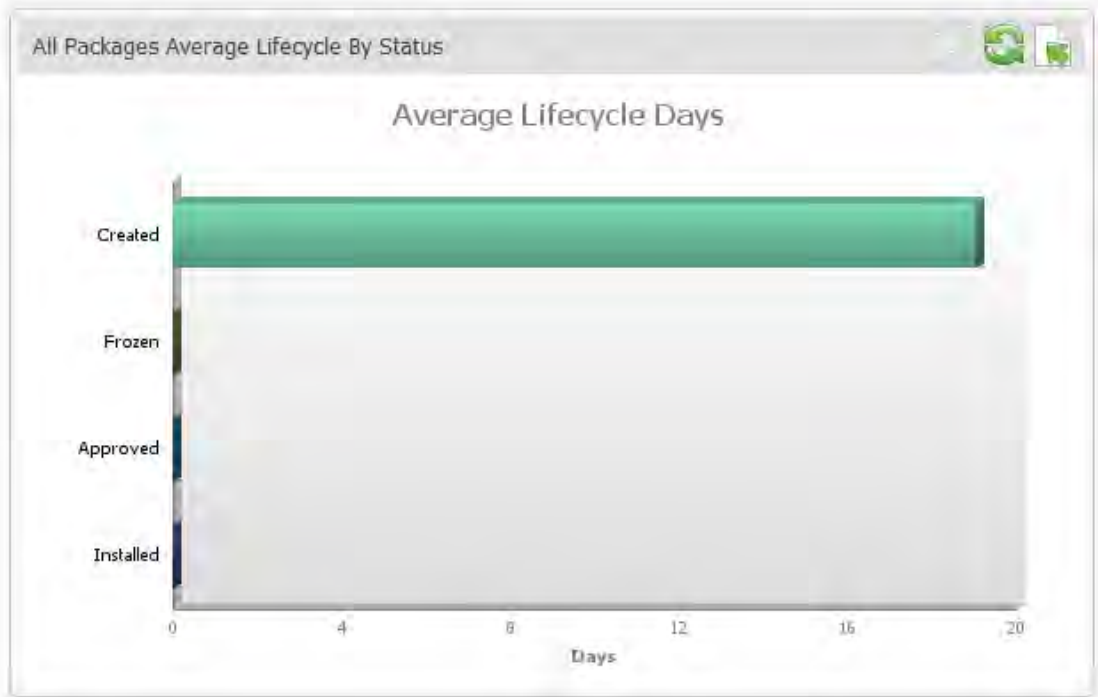 All Packages Average Lifecycle By Status
Average Lifecycle Days
Created
Frozen
Approved
Installed
0 4 8 12 16 20
Days